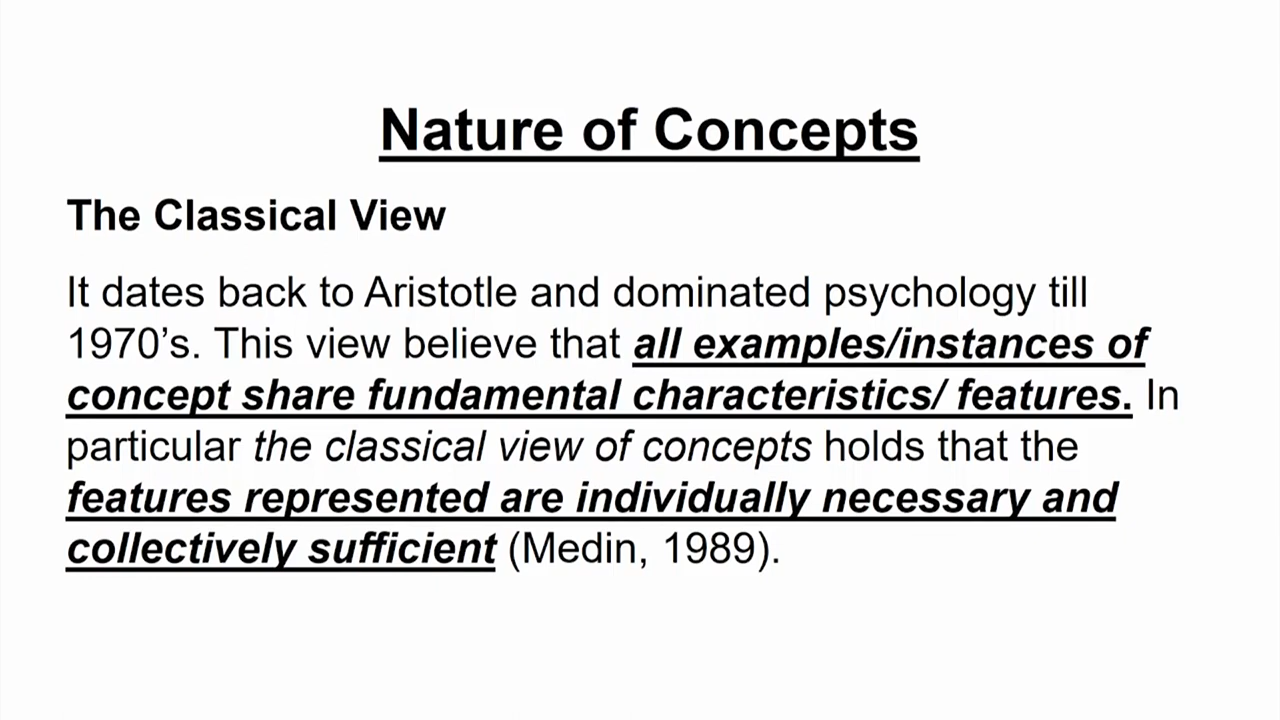 Nature of Concepts
The Classical View
It dates back to Aristotle and dominated psychology till
1970’s. This view believe that all examples/instances of
concept share fundamental characteristics/ features. In
particular the classical view of concepts holds that the
features represented are individually necessary and
collectively sufficient (Medin, 1989).